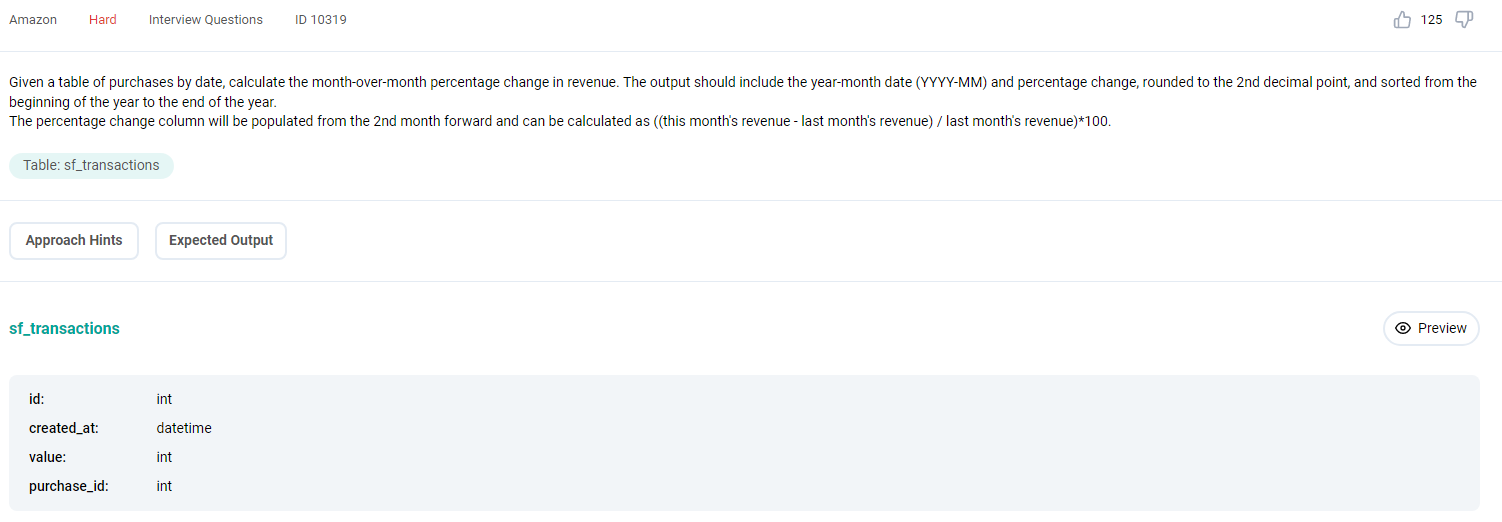 Amazon Hard Interview Questions ID 10319 125
Given a table of purchases by date, calculate the month-over-month percentage change in revenue. The output should include the year-month date (YYYY-MM) and percentage change, rounded to the 2nd decimal point, and sorted from the
beginning of the year to the end of the year.
The percentage change column will be populated from the 2nd month forward and can be calculated as ((this month's revenue - last month's revenue) / last month's revenue)*100.
Table: sf_transactions
Approach Hints Expected Output
sf_transactions Preview
id: int
created_at: datetime
value: int
purchase_id: int